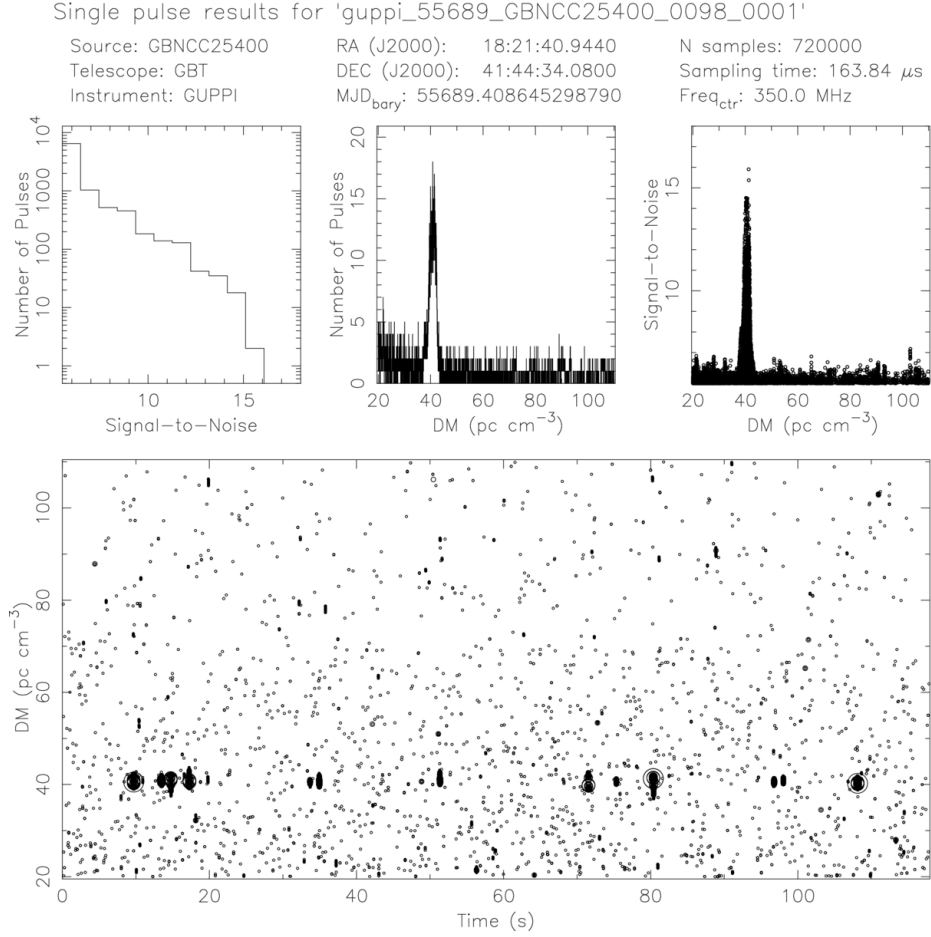 Single pulse results for 'guppi_55689_GBNCC25400_0098_0001'
Source: GBNCC25400 RA (J2000): 18:21:40.9440 N samples: 720000
Telescope: GBT DEC (J2000): 41:44:34.0800 Sampling time: 163.84 μs
Instrument: GUPPI MJD_bary: 55689.408645298790 Freq_ctr: 350.0 MHz
Number of Pulses
1 10 100 1000 10^4
10 15
Signal-to-Noise
Number of Pulses
0 5 10 15 20
20 40 60 80 100
DM (pc cm^-3)
Signal-to-Noise
10 15
20 40 60 80 100
DM (pc cm^-3)
DM (pc cm^-3)
20 40 60 80 100
0 20 40 60 80 100
Time (s)